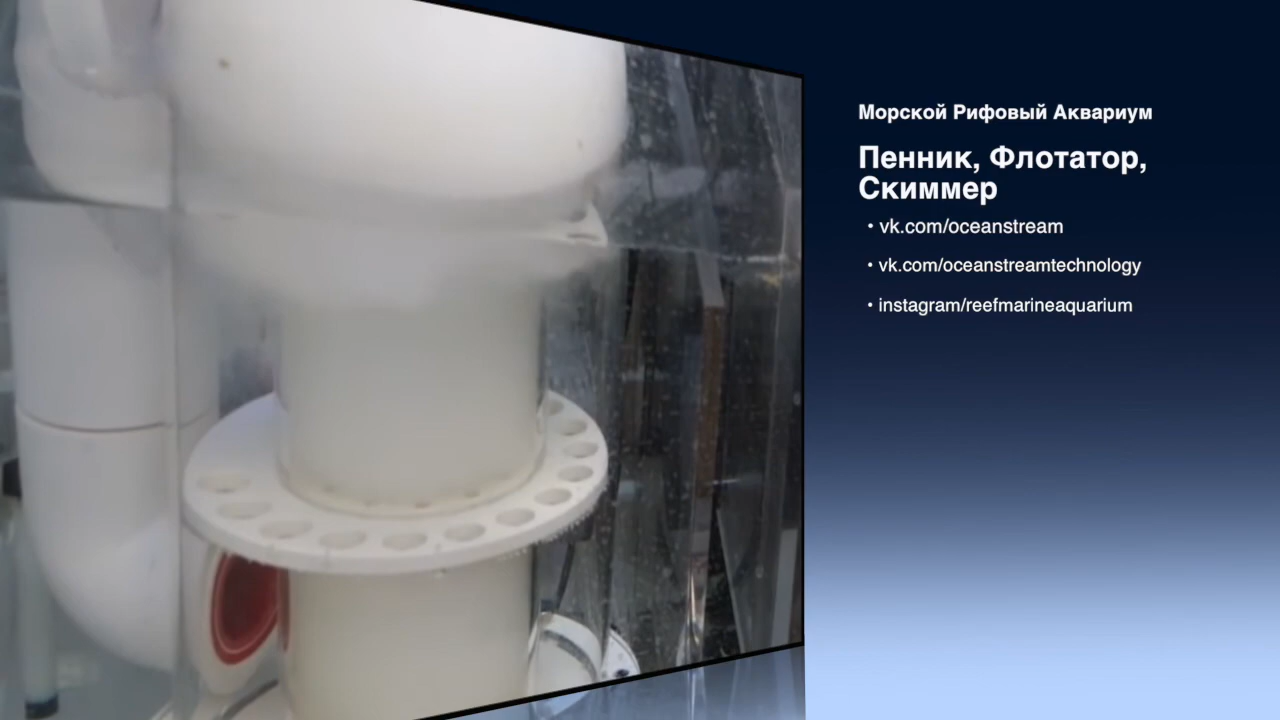 Морской Рифовый Аквариум
Пенник, Флотатор,
Скиммер
• vk.com/oceanstream
• vk.com/oceanstreamtechnology
• instagram/reefmarineaquarium